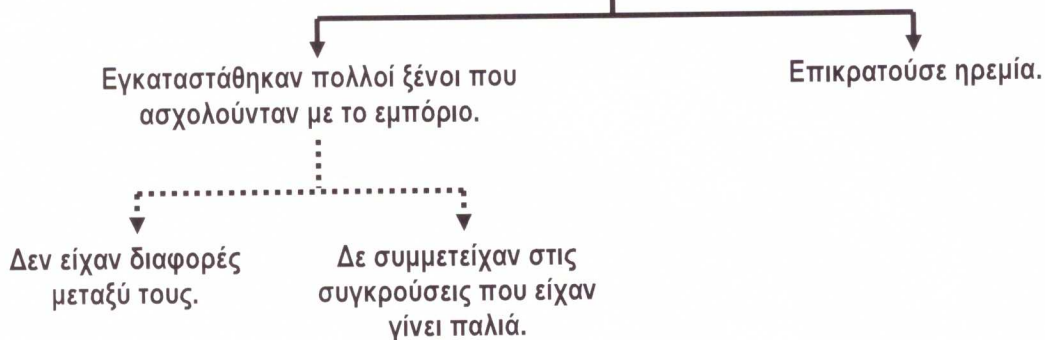 Εγκαταστάθηκαν πολλοί ξένοι που
ασχολούνταν με το εμπόριο.
Επικρατούσε ηρεμία.
Δεν είχαν διαφορές
μεταξύ τους.
Δε συμμετείχαν στις
συγκρούσεις που είχαν
γίνει παλιά.